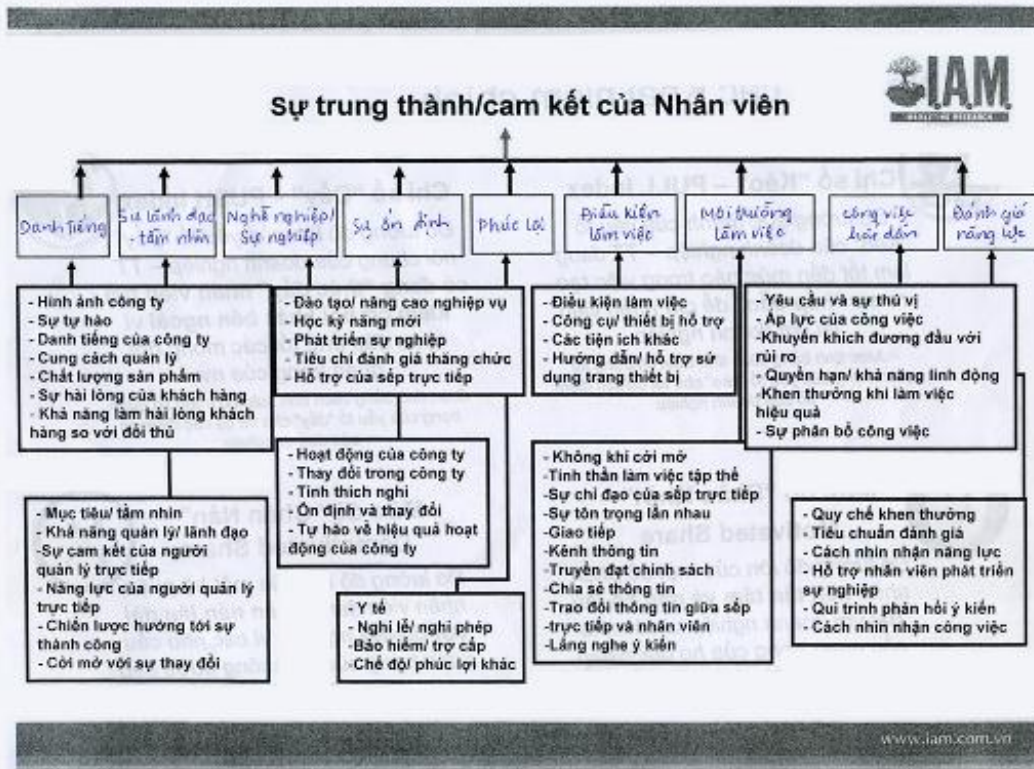 I.A.M.
MARKETING RESEARCH
Sự trung thành/cam kết của Nhân viên
Danh tiếng
Sự lãnh đạo
- tầm nhìn
Nghề nghiệp/
Sự nghiệp
Sự ổn định
Phúc lợi
Điều kiện
làm việc
Môi trường
làm việc
công việc
hấp dẫn
Đánh giá
năng lực
- Hình ảnh công ty
- Sự tự hào
- Danh tiếng của công ty
- Cung cách quản lý
- Chất lượng sản phẩm
- Sự hài lòng của khách hàng
- Khả năng làm hài lòng khách
hàng so với đối thủ
- Đào tạo/ nâng cao nghiệp vụ
- Học kỹ năng mới
- Phát triển sự nghiệp
- Tiêu chí đánh giá thăng chức
- Hỗ trợ của sếp trực tiếp
- Điều kiện làm việc
- Công cụ/ thiết bị hỗ trợ
- Các tiện ích khác
- Hướng dẫn/ hỗ trợ sử
dụng trang thiết bị
- Yêu cầu và sự thú vị
- Áp lực của công việc
- Khuyến khích đương đầu với
rủi ro
- Quyền hạn/ khả năng linh động
- Khen thưởng khi làm việc
hiệu quả
- Sự phân bổ công việc
- Mục tiêu/ tầm nhìn
- Khả năng quản lý/ lãnh đạo
-Sự cam kết của người
quản lý trực tiếp
- Năng lực của người quản lý
trực tiếp
- Chiến lược hướng tới sự
thành công
- Cởi mở với sự thay đổi
- Hoạt động của công ty
- Thay đổi trong công ty
- Tính thích nghi
- Ổn định và thay đổi
- Tự hào về hiệu quả hoạt
động của công ty
- Y tế
- Nghỉ lễ/ nghỉ phép
-Bảo hiểm/ trợ cấp
-Chế độ/ phúc lợi khác
- Không khí cởi mở
-Tinh thần làm việc tập thể
-Sự chỉ đạo của sếp trực tiếp
-Sự tôn trọng lẫn nhau
-Giao tiếp
-Kênh thông tin
-Truyền đạt chính sách
-Chia sẻ thông tin
-Trao đổi thông tin giữa sếp
-trực tiếp và nhân viên
-Lắng nghe ý kiến
- Quy chế khen thưởng
- Tiêu chuẩn đánh giá
- Cách nhìn nhận năng lực
- Hỗ trợ nhân viên phát triển
sự nghiệp
- Qui trình phản hồi ý kiến
- Cách nhìn nhận công việc
www.iam.com.vn